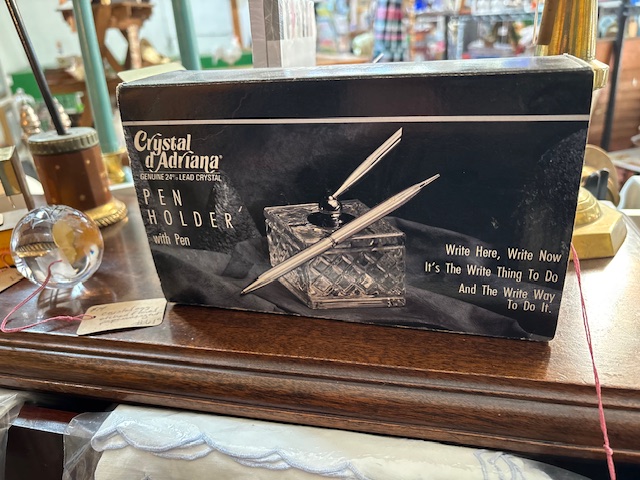 Crystal
d'Adriana®
GENUINE 24% LEAD CRYSTAL
PEN
HOLDER
with Pen
Write Here, Write Now
It's The Write Thing To Do
And The Write Way
To Do It.